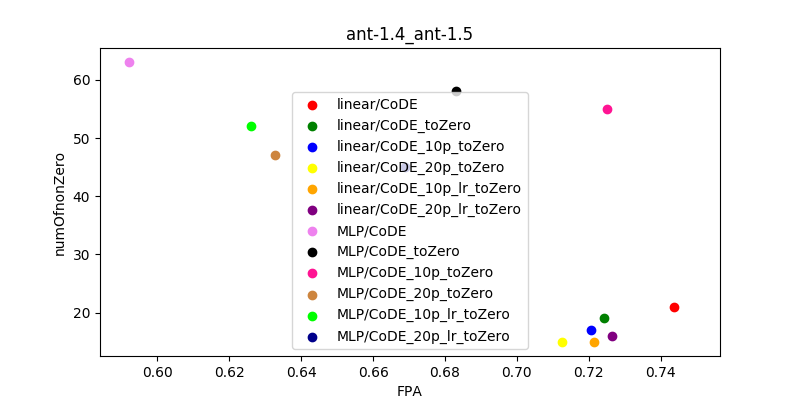 ant-1.4_ant-1.5
numOfnonZero
60
50
40
30
20
linear/CoDE
linear/CoDE_toZero
linear/CoDE_10p_toZero
linear/CoDE_20p_toZero
linear/CoDE_10p_lr_toZero
linear/CoDE_20p_lr_toZero
MLP/CoDE
MLP/CoDE_toZero
MLP/CoDE_10p_toZero
MLP/CoDE_20p_toZero
MLP/CoDE_10p_lr_toZero
MLP/CoDE_20p_lr_toZero
0.60 0.62 0.64 0.66 0.68 0.70 0.72 0.74
FPA